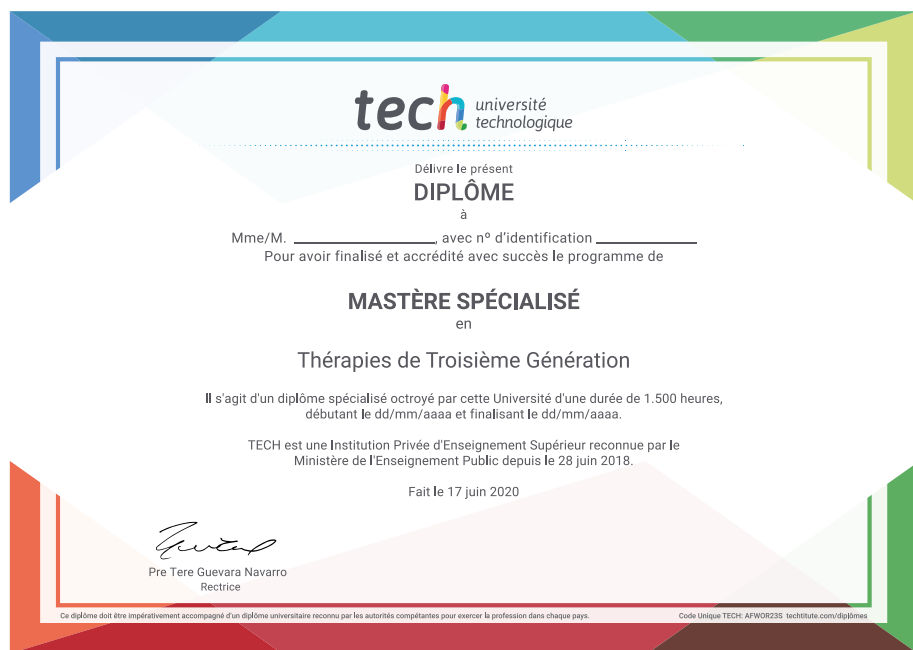 tech université
technologique
Délivre le présent
DIPLÔME
à
Mme/M. ______________, avec nº d'identification __________
Pour avoir finalisé et accrédité avec succès le programme de
MASTÈRE SPÉCIALISÉ
en
Thérapies de Troisième Génération
Il s'agit d'un diplôme spécialisé octroyé par cette Université d'une durée de 1.500 heures,
débutant le dd/mm/aaaa et finalisant le dd/mm/aaaa.
TECH est une Institution Privée d'Enseignement Supérieur reconnue par le
Ministère de l'Enseignement Public depuis le 28 juin 2018.
Fait le 17 juin 2020
Pre Tere Guevara Navarro
Rectrice
Ce diplôme doit être impérativement accompagné d'un diplôme universitaire reconnu par les autorités compétentes pour exercer la profession dans chaque pays. Code Unique TECH: AFWOR23S techtitute.com/diplômes